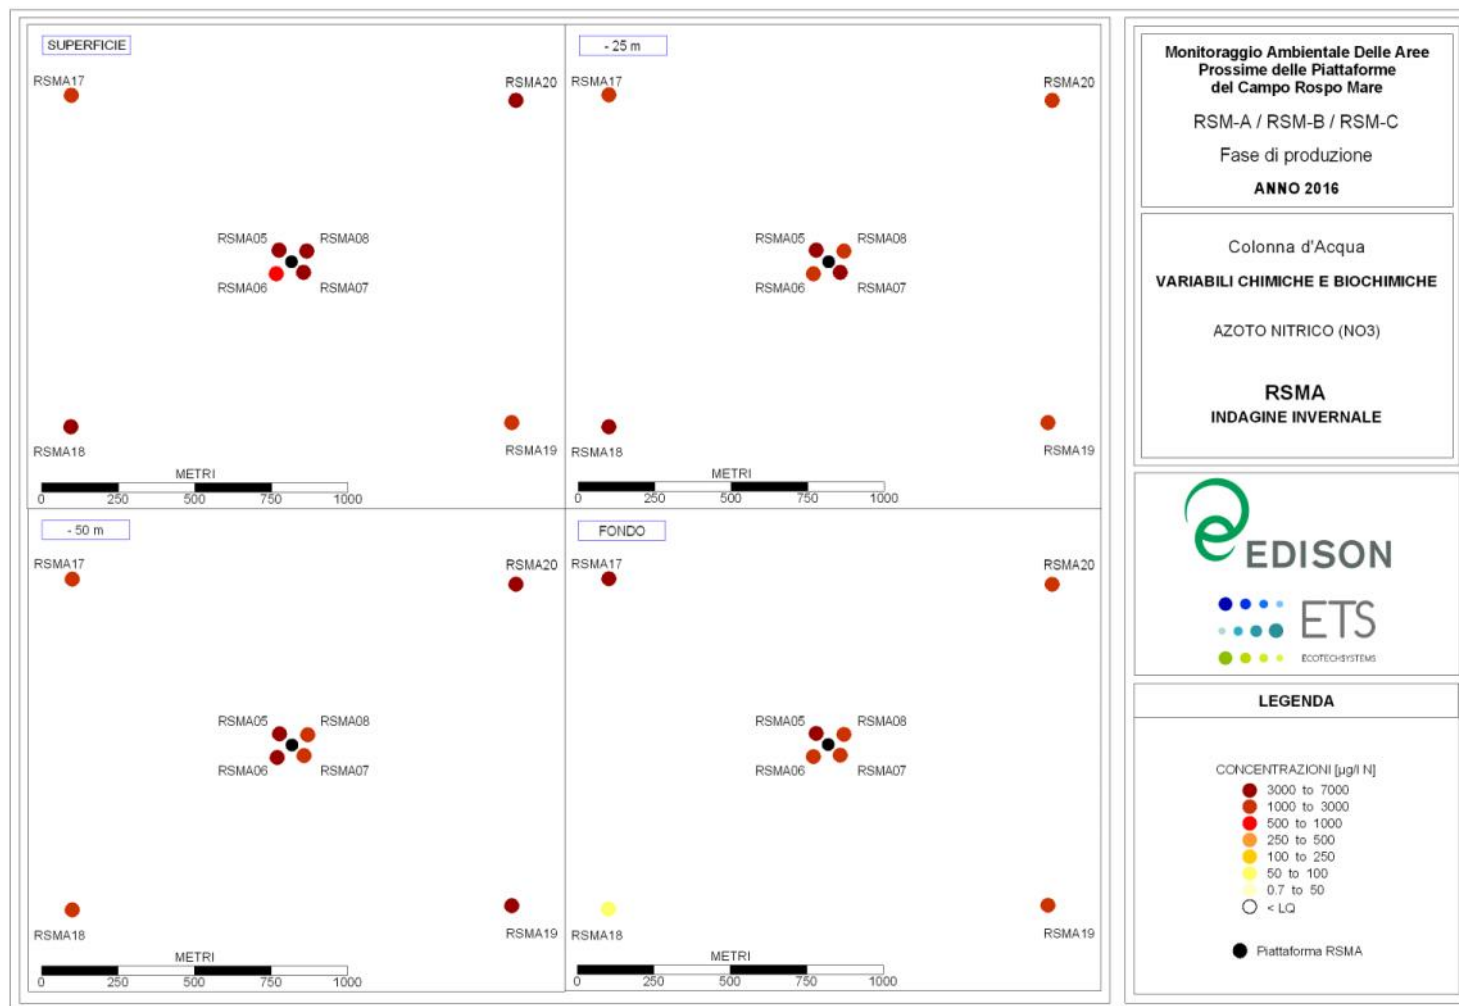 SUPERFICIE
RSMA17
RSMA20
RSMA05
RSMA08
RSMA06
RSMA07
RSMA18
RSMA19
METRI
0 250 500 750 1000
- 25 m
RSMA17
RSMA20
RSMA05
RSMA08
RSMA06
RSMA07
RSMA18
RSMA19
METRI
0 250 500 750 1000
- 50 m
RSMA17
RSMA20
RSMA05
RSMA08
RSMA06
RSMA07
RSMA18
RSMA19
METRI
0 250 500 750 1000
FONDO
RSMA17
RSMA20
RSMA05
RSMA08
RSMA06
RSMA07
RSMA18
RSMA19
METRI
0 250 500 750 1000
Monitoraggio Ambientale Delle Aree
Prossime delle Piattaforme
del Campo Rospo Mare
RSM-A / RSM-B / RSM-C
Fase di produzione
ANNO 2016
Colonna d'Acqua
VARIABILI CHIMICHE E BIOCHIMICHE
AZOTO NITRICO (NO3)
RSMA
INDAGINE INVERNALE
EDISON
ETS
ECOTECHSYSTEMS
LEGENDA
CONCENTRAZIONI [µg/l N]
3000 to 7000
1000 to 3000
500 to 1000
250 to 500
100 to 250
50 to 100
0.7 to 50
< LQ
Piattaforma RSMA